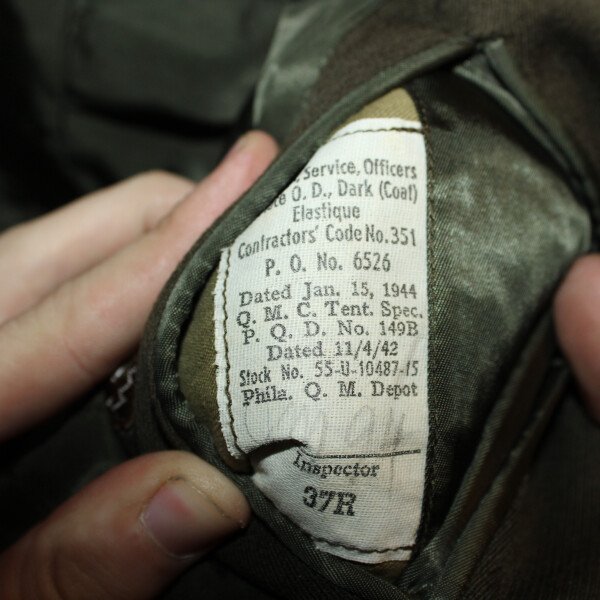 Service, Officers
O. D., Dark (Coat)
Elastique
Contractors' Code No. 351
P. O. No. 6526
Dated Jan. 15, 1944
Q. M. C. Tent. Spec.
P. Q. D. No. 149B
Dated 11/4/42
Stock No. 55-U-10487-15
Phila. Q. M. Depot
Inspector
37R